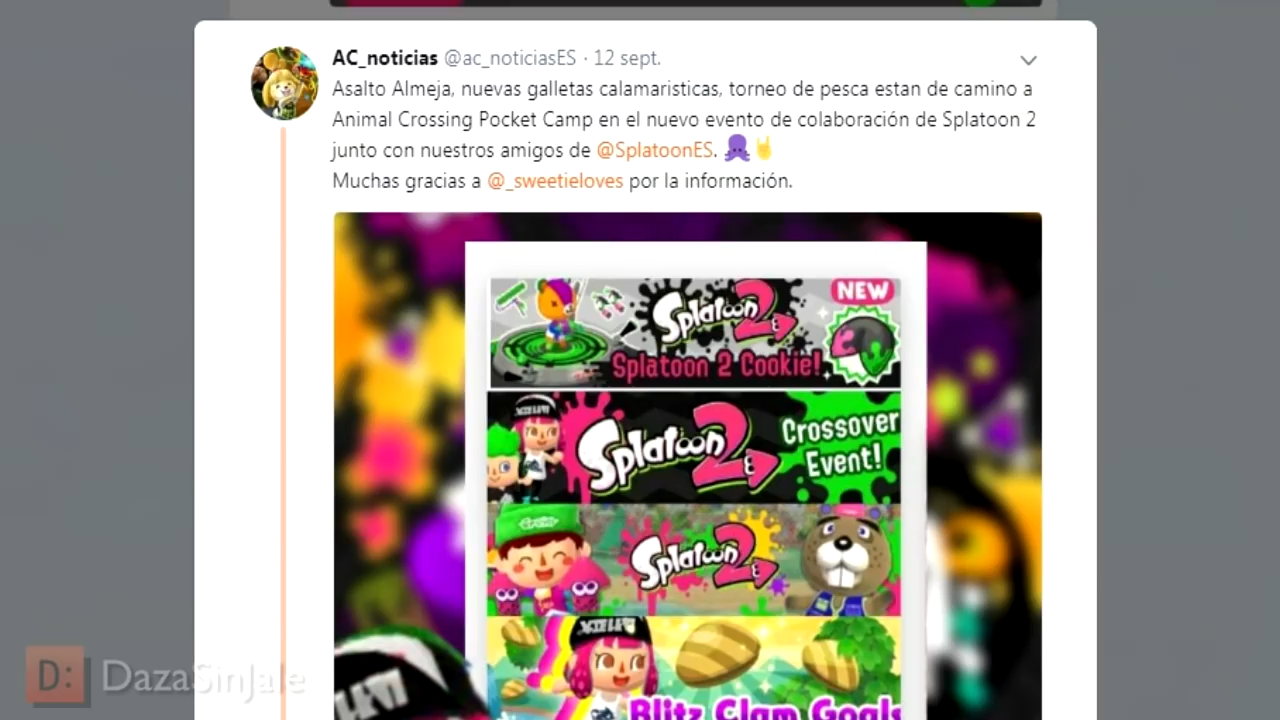 AC_noticias @ac_noticiasES · 12 sept.
Asalto Almeja, nuevas galletas calamaristicas, torneo de pesca estan de camino a
Animal Crossing Pocket Camp en el nuevo evento de colaboración de Splatoon 2
junto con nuestros amigos de @SplatoonES.
Muchas gracias a @_sweetieloves por la información.
NEW
Splatoon 2
Splatoon 2 Cookie!
Splatoon 2
Crossover
Event!
Splatoon 2
Blitz Clam Goals
D: DazaSinJale